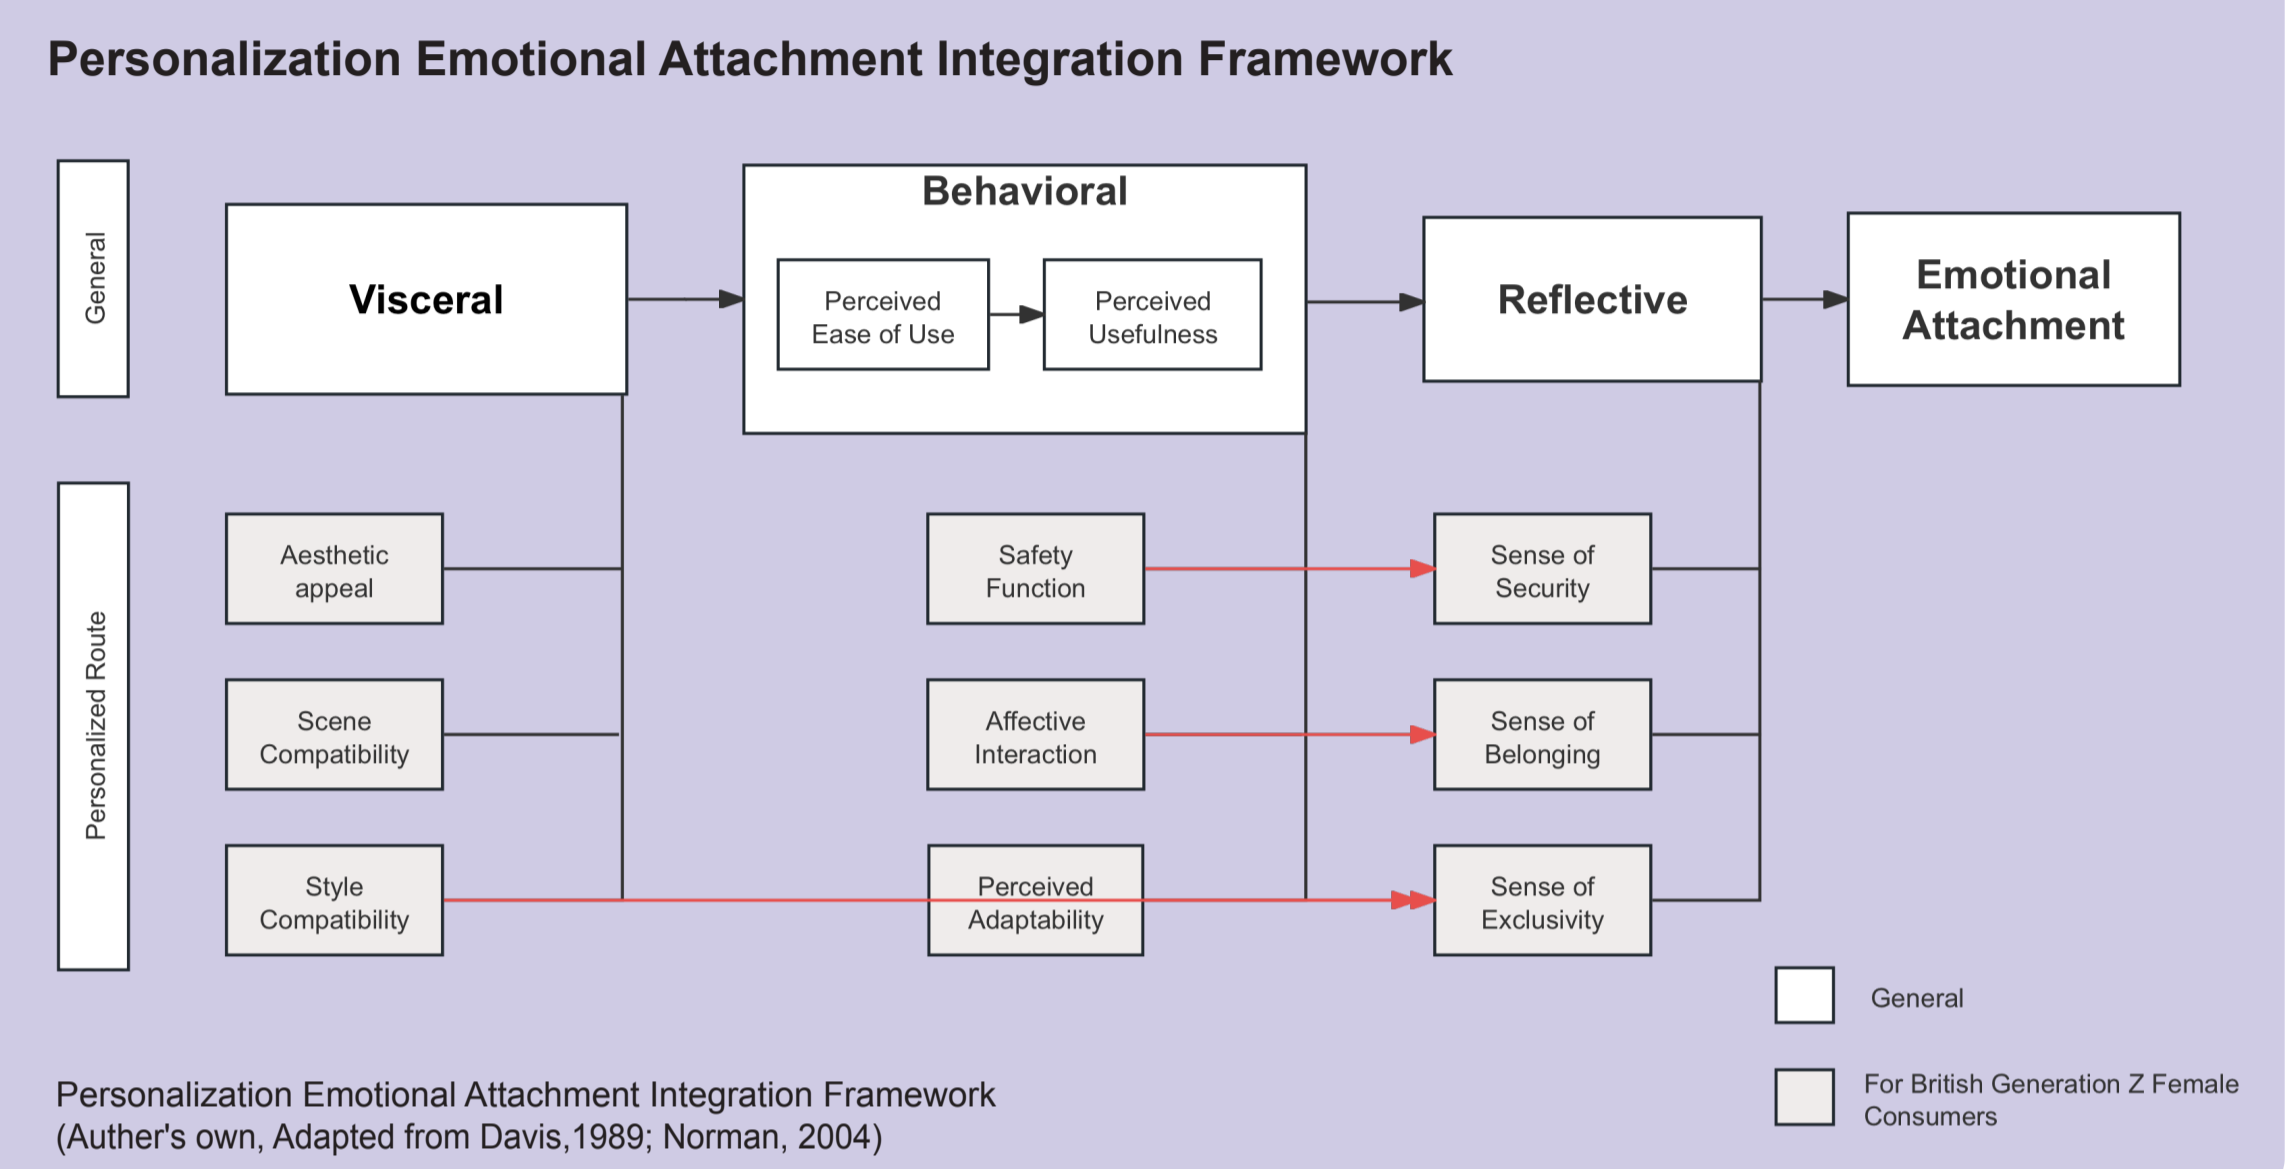 Personalization Emotional Attachment Integration Framework
General
Visceral
Behavioral
Perceived
Ease of Use
Perceived
Usefulness
Reflective
Emotional
Attachment
Personalized Route
Aesthetic
appeal
Safety
Function
Sense of
Security
Scene
Compatibility
Affective
Interaction
Sense of
Belonging
Style
Compatibility
Perceived
Adaptability
Sense of
Exclusivity
General
For British Generation Z Female
Consumers
Personalization Emotional Attachment Integration Framework
(Auther's own, Adapted from Davis,1989; Norman, 2004)